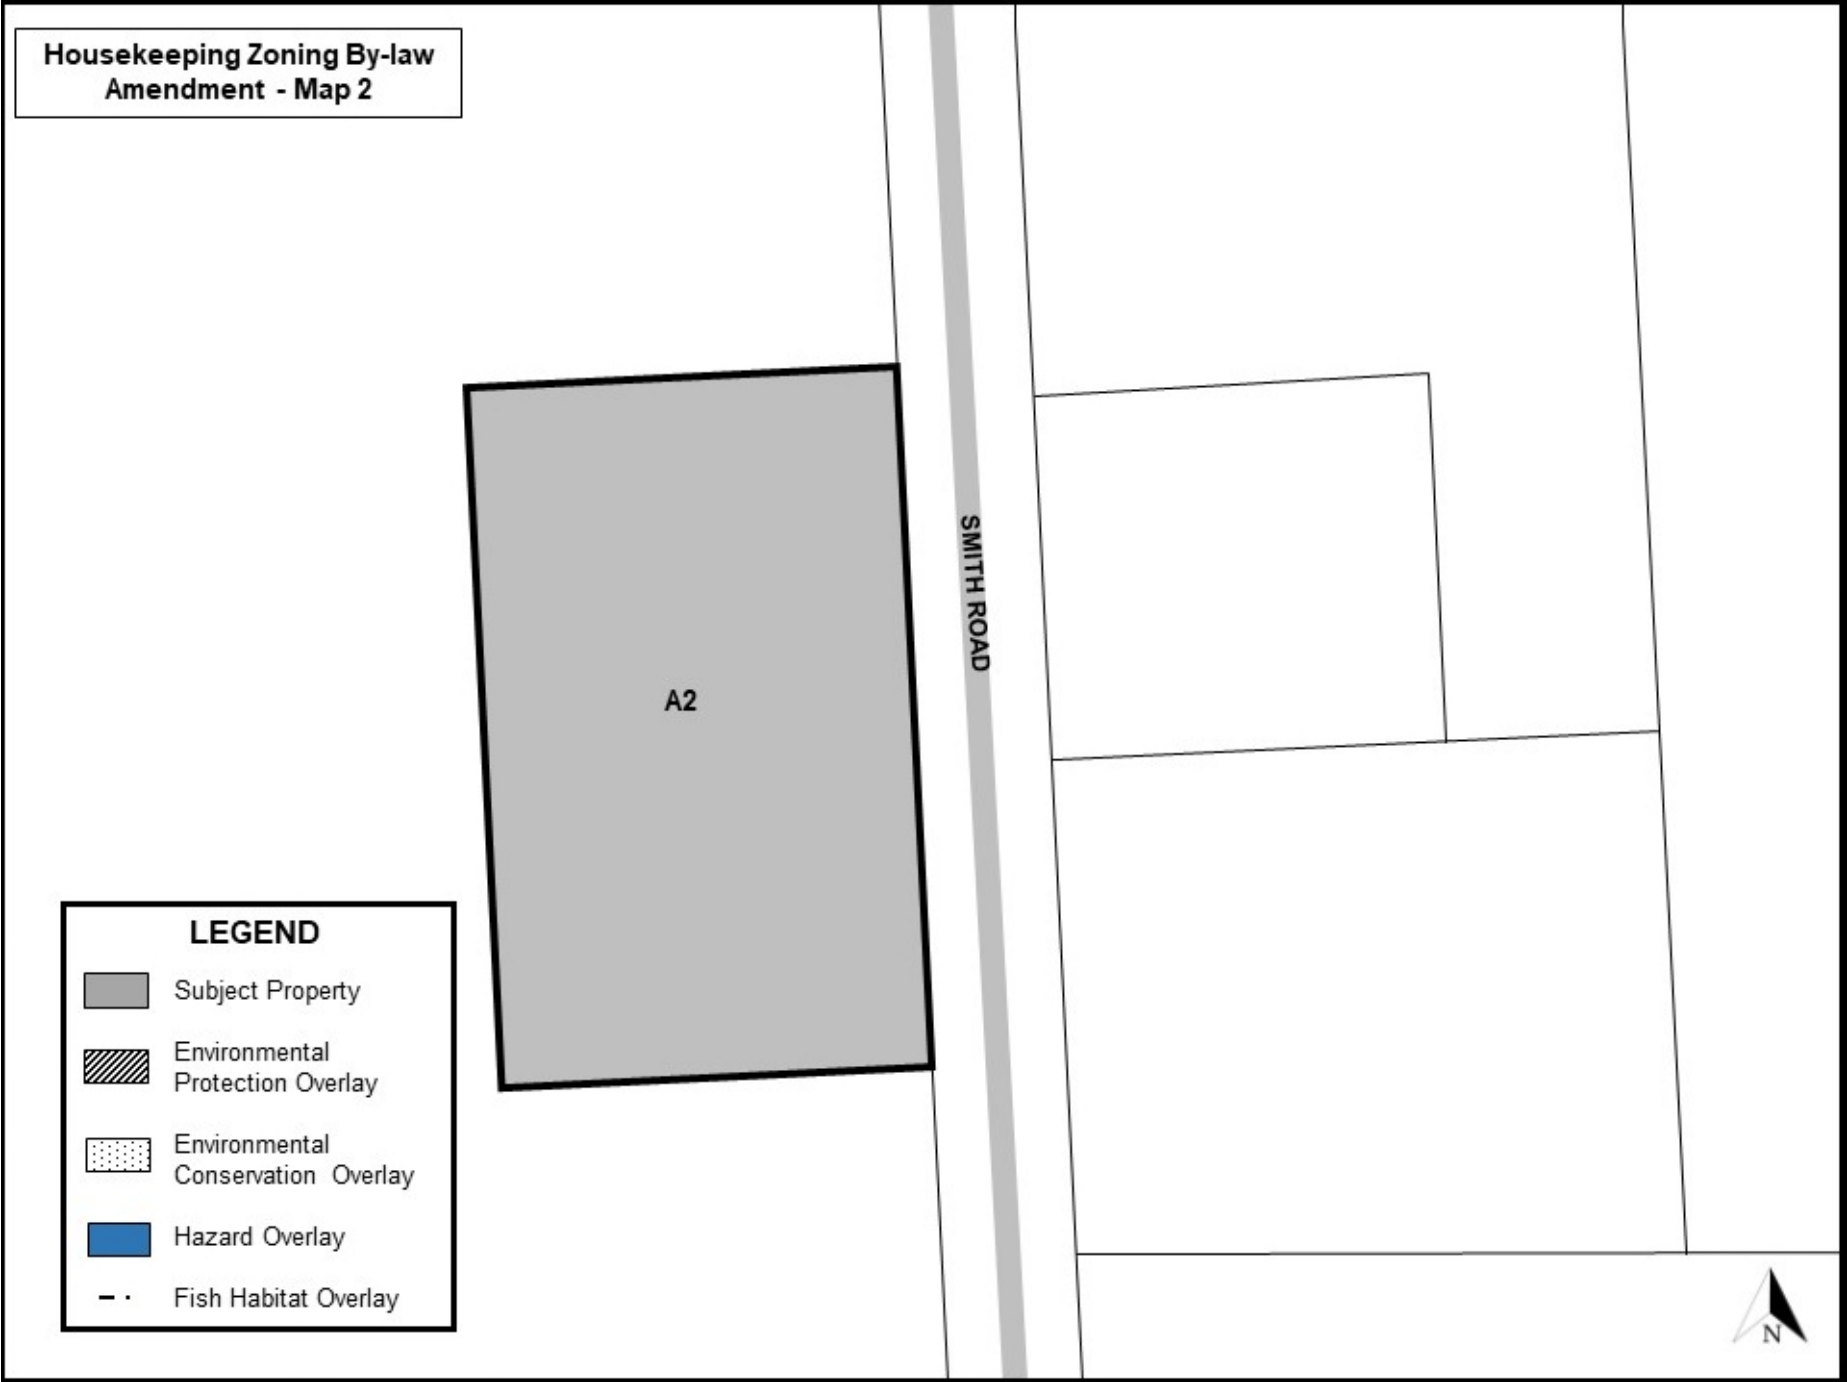 Housekeeping Zoning By-law
Amendment - Map 2
SMITH ROAD
A2
LEGEND
Subject Property
Environmental
Protection Overlay
Environmental
Conservation Overlay
Hazard Overlay
Fish Habitat Overlay
N